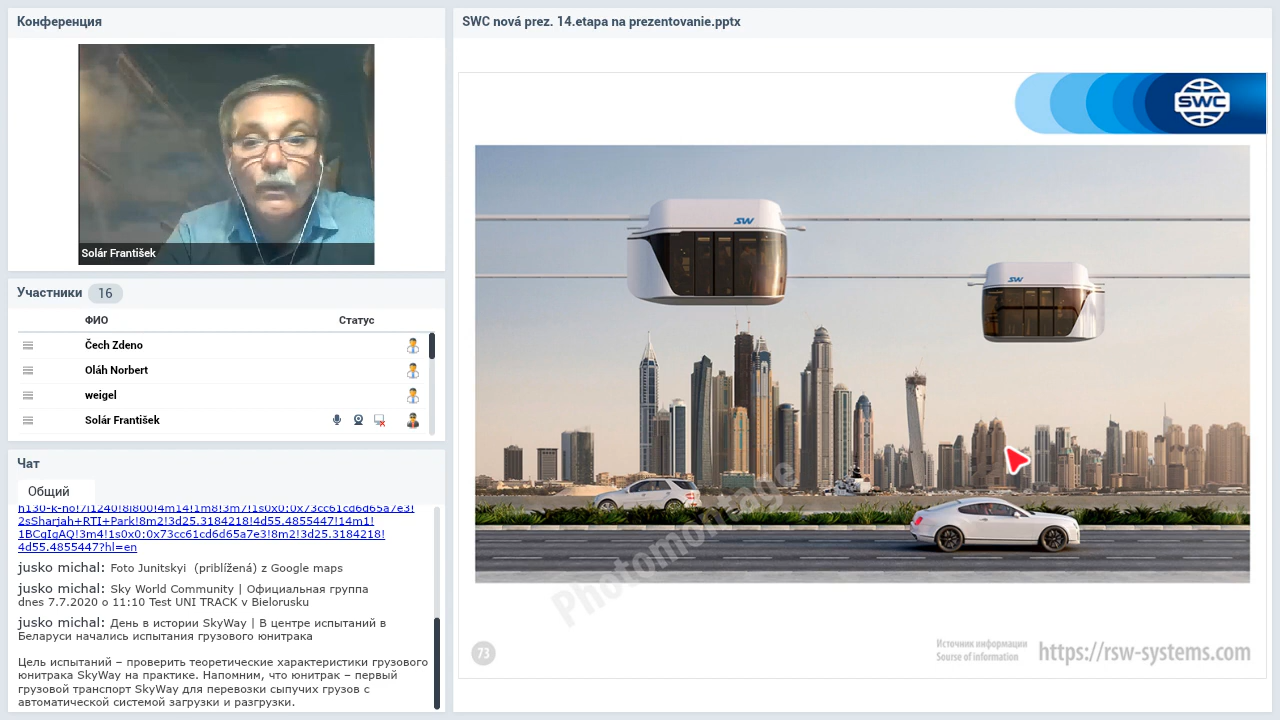 Конференция
Solár František
Участники 16
ФИО Статус
Čech Zdeno
Oláh Norbert
weigel
Solár František
Чат
Общий
h130-k-no!7i1240!8i800!4m14!1m8!3m7!1s0x0:0x73cc61cd6d65a7e3!
2sSharjah+RTI+Park!8m2!3d25.3184218!4d55.4855447!14m1!
1BCgIgAQ!3m4!1s0x0:0x73cc61cd6d65a7e3!8m2!3d25.3184218!
4d55.4855447?hl=en
jusko michal: Foto Junitskyi (priblížená) z Google maps
jusko michal: Sky World Community | Официальная группа
dnes 7.7.2020 o 11:10 Test UNI TRACK v Bielorusku
jusko michal: День в истории SkyWay | В центре испытаний в
Беларуси начались испытания грузового юнитрака
Цель испытаний – проверить теоретические характеристики грузового
юнитрака SkyWay на практике. Напомним, что юнитрак – первый
грузовой транспорт SkyWay для перевозки сыпучих грузов с
автоматической системой загрузки и разгрузки.
SWC nová prez. 14.etapa na prezentovanie.pptx
SWC
SW
SW
Photomontage
73
Источник информации
Sourse of information
https://rsw-systems.com